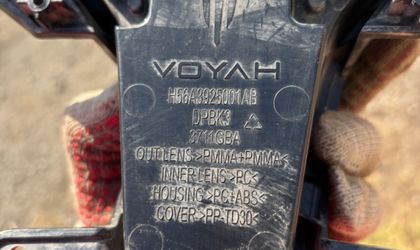 VOYAH
H56A3925001AB
DPBK3
3711GBA
OUTLENS >PMMA+PMMA<
INNER LENS >PC<
HOUSING >PC+ABS<
COVER >PP-TD30<